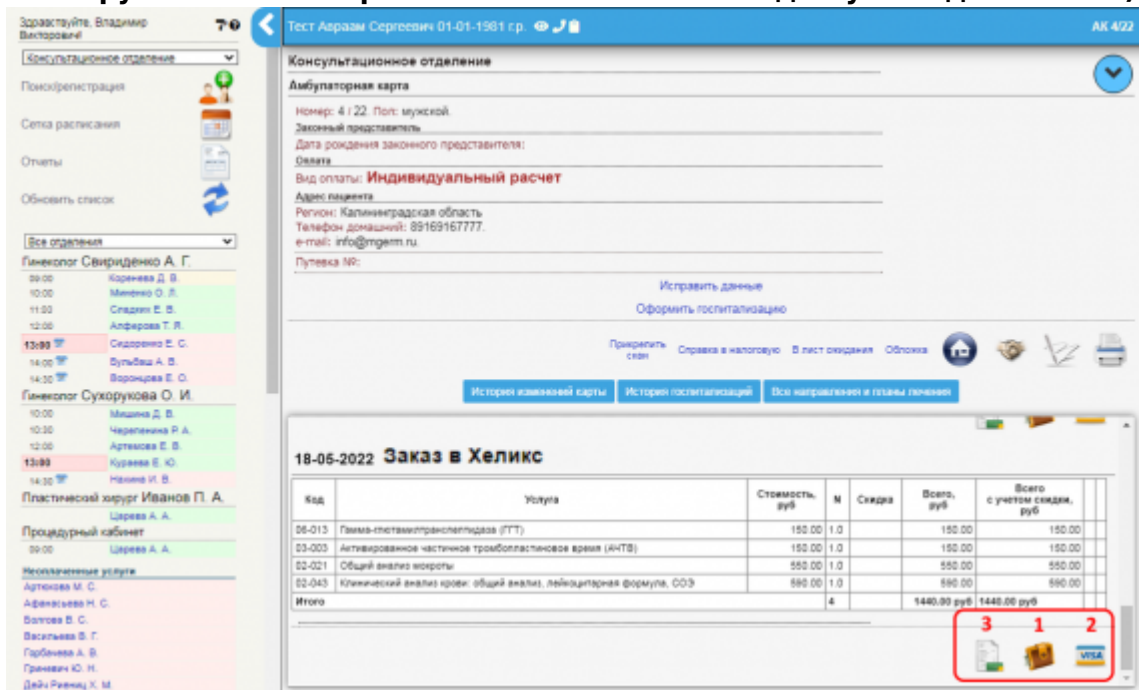 Здравствуйте, Владимир
Викторович!
Консультационное отделение
Поиск/регистрация
Сетка расписания
Отчеты
Обновить список
Все отделения
Гинеколог Свириденко А. Г.
09:00 Коренева Д. В.
10:00 Миненко О. Л.
11:00 Сладких Е. В.
12:00 Алферова Т. Я.
13:00 Сидоренко Е. С.
14:00 Вульбаш А. В.
14:30 Воронцова Е. О.
Гинеколог Сухорукова О. И.
10:00 Мишина Д. В.
10:30 Черепенина Р. А.
12:00 Артемова Е. В.
13:00 Кураева Е. Ю.
14:30 И. В.
Пластический хирург Иванов П. А.
Царева А. А.
Процедурный кабинет
09:00 Царева А. А.
Неоплаченные услуги
Артюхова М. С.
Афанасьева Н. С.
Волгова В. С.
Васильева В. Г.
Горбачева А. В.
Гриневич Ю. Н.
Х. М.
Тест Авраам Сергеевич 01-01-1981 г.р.
АК 4/22
Консультационное отделение
Амбулаторная карта
Номер: 4 / 22. Пол: мужской.
Законный представитель
Дата рождения законного представителя:
Оплата
Вид оплаты: Индивидуальный расчет
Адрес пациента
Регион: Калининградская область
Телефон домашний: 89169167777.
e-mail: info@mgerm.ru.
Путевка №:
Исправить данные
Оформить госпитализацию
Прикрепить скан Справка в налоговую В лист ожидания Обложка
История изменений карты История госпитализаций Все направления и планы лечения
18-05-2022 Заказ в Хеликс
Код Услуга Стоимость, руб N Скидка Всего, руб Всего с учетом скидки, руб
06-013 Гамма-глютамилтранспептидаза (ГГТ) 150.00 1.0 150.00 150.00
03-003 Активированное частичное тромбопластиновое время (АЧТВ) 150.00 1.0 150.00 150.00
02-021 Общий анализ мокроты 550.00 1.0 550.00 550.00
02-043 Клинический анализ крови: общий анализ, лейкоцитарная формула, СОЭ 590.00 1.0 590.00 590.00
Итого 4 1440.00 руб 1440.00 руб
3 1 2
VISA